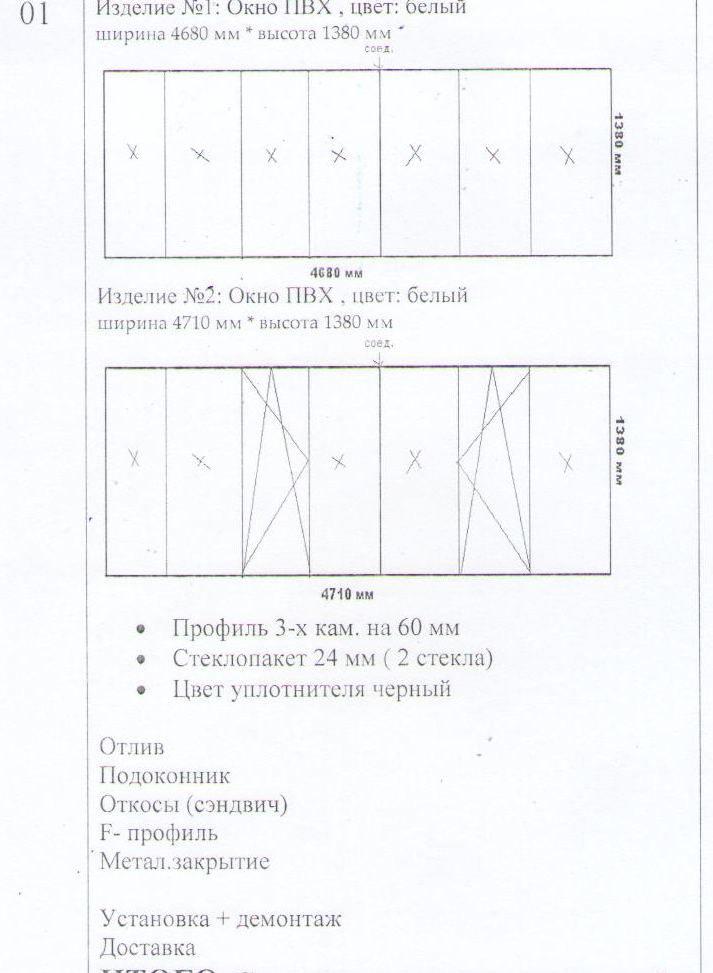 01
Изделие №1: Окно ПВХ , цвет: белый
ширина 4680 мм * высота 1380 мм
соед.
1380 мм
4680 мм
Изделие №2: Окно ПВХ , цвет: белый
ширина 4710 мм * высота 1380 мм
соед.
1380 мм
4710 мм
• Профиль 3-х кам. на 60 мм
• Стеклопакет 24 мм ( 2 стекла)
• Цвет уплотнителя черный
Отлив
Подоконник
Откосы (сэндвич)
F- профиль
Метал.закрытие
Установка + демонтаж
Доставка